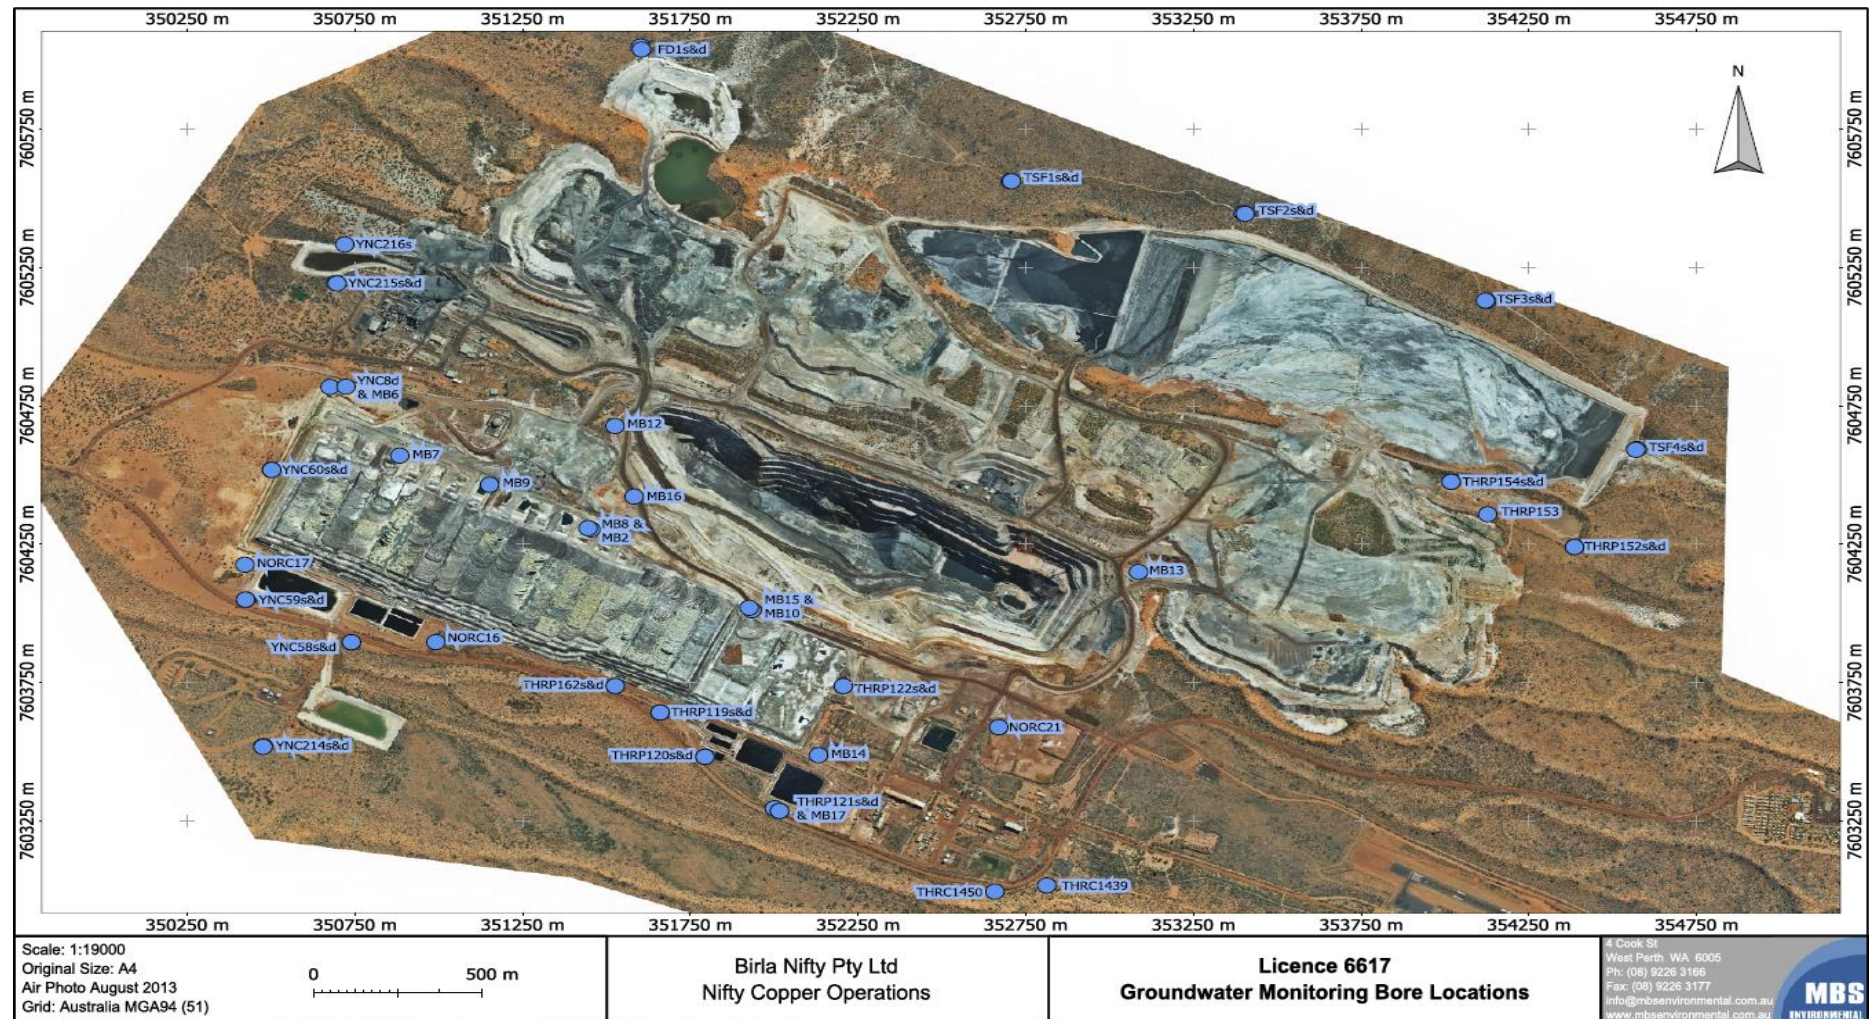 350250 m 350750 m 351250 m 351750 m 352250 m 352750 m 353250 m 353750 m 354250 m 354750 m
7605750 m
7605250 m
7604750 m
7604250 m
7603750 m
7603250 m
7605750 m
7605250 m
7604750 m
7604250 m
7603750 m
7603250 m
N
FD1s&d
TSF1s&d
TSF2s&d
YNC216s
YNC215s&d
TSF3s&d
YNC8d
& MB6
MB12
MB7
YNC60s&d
MB9
MB16
TSF4s&d
THRP154s&d
THRP153
MB8 &
MB2
THRP152s&d
NORC17
MB13
YNC59s&d
MB15 &
MB10
YNC58s&d
NORC16
THRP162s&d
THRP122s&d
THRP119s&d
NORC21
YNC214s&d
THRP120s&d
MB14
THRP121s&d
& MB17
THRC1450
THRC1439
350250 m 350750 m 351250 m 351750 m 352250 m 352750 m 353250 m 353750 m 354250 m 354750 m
Scale: 1:19000
Original Size: A4
Air Photo August 2013
Grid: Australia MGA94 (51)
0 500 m
Birla Nifty Pty Ltd
Nifty Copper Operations
Licence 6617
Groundwater Monitoring Bore Locations
4 Cook St
West Perth WA 6005
Ph: (08) 9226 3166
Fax: (08) 9226 3177
info@mbsenvironmental.com.au
www.mbsenvironmental.com.au
MBS
ENVIRONMENTAL